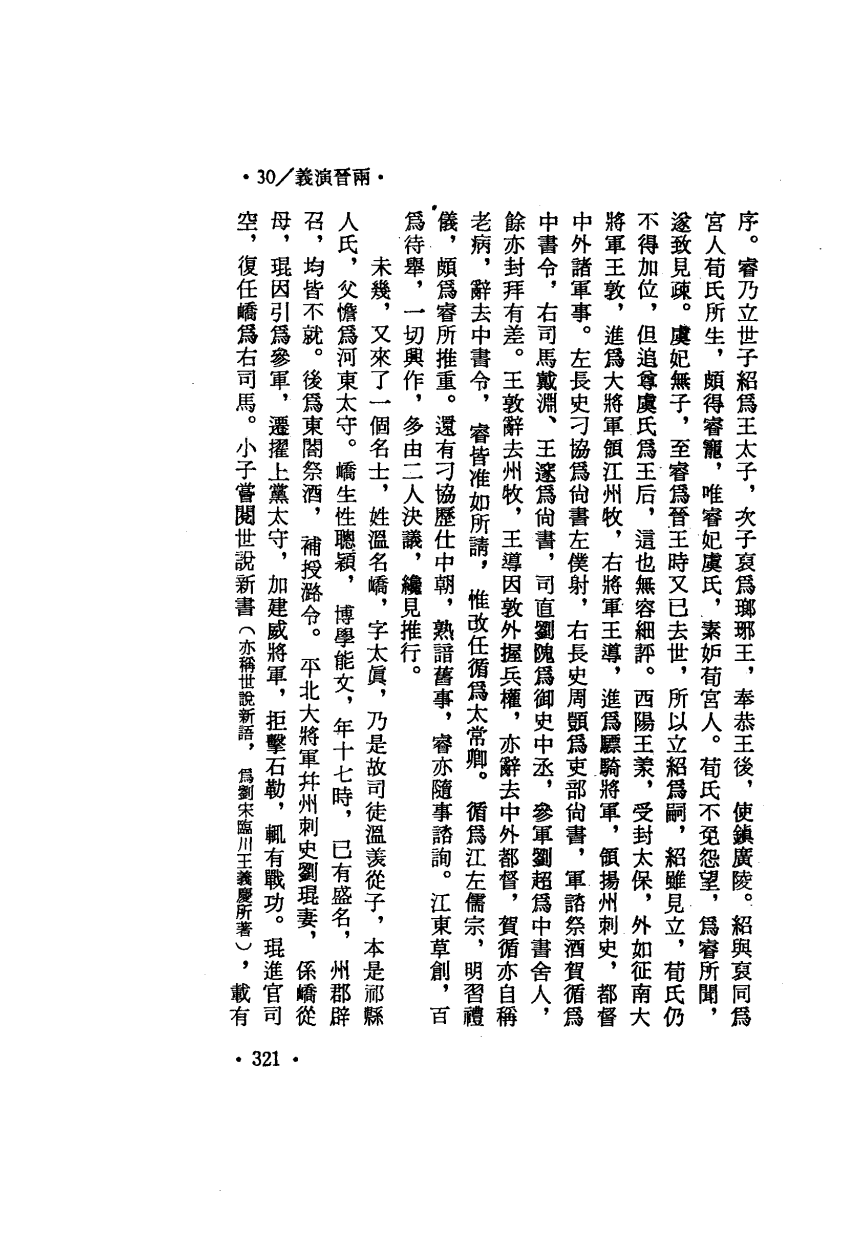 •30/義演晉兩•
序。睿乃立世子紹爲王太子，次子裒爲瑯琊王，奉恭王後，使鎮廣陵。紹與裒同爲
宮人荀氏所生，頗得睿寵，唯睿妃虞氏，素妒荀宮人。荀氏不免怨望，爲睿所聞，
遂致見疎。虞妃無子，至睿爲晉王時又已去世，所以立紹爲嗣，紹雖見立，荀氏仍
不得加位，但追尊虞氏爲王后，這也無容細評。西陽王羕，受封太保，外如征南大
將軍王敦，進爲大將軍領江州牧，右將軍王導，進爲驃騎將軍，領揚州刺史，都督
中外諸軍事。左長史刁協爲尙書左僕射，右長史周顗爲吏部尙書，軍諮祭酒賀循爲
中書令，右司馬戴淵、王邃爲尙書，司直劉隗爲御史中丞，參軍劉超爲中書舍人，
餘亦封拜有差。王敦辭去州牧，王導因敦外握兵權，亦辭去中外都督，賀循亦自稱
老病，辭去中書令，睿皆准如所請，惟改任循爲太常卿。循爲江左儒宗，明習禮
儀，頗爲睿所推重。還有刁協歷仕中朝，熟諳舊事，睿亦隨事諮詢。江東草創，百
爲待舉，一切興作，多由二人決議，纔見推行。
未幾，又來了一個名士，姓溫名嶠，字太眞，乃是故司徒溫羨從子，本是祁縣
人氏，父憺爲河東太守。嶠生性聰穎，博學能文，年十七時，已有盛名，州郡辟
召，均皆不就。後爲東閤祭酒，補授潞令。平北大將軍幷州刺史劉琨妻，係嶠從
母，琨因引爲參軍，遷擢上黨太守，加建威將軍，拒擊石勒，輒有戰功。琨進官司
空，復任嶠爲右司馬。小子嘗閱世說新書（亦稱世說新語，爲劉宋臨川王義慶所著），載有
•321•